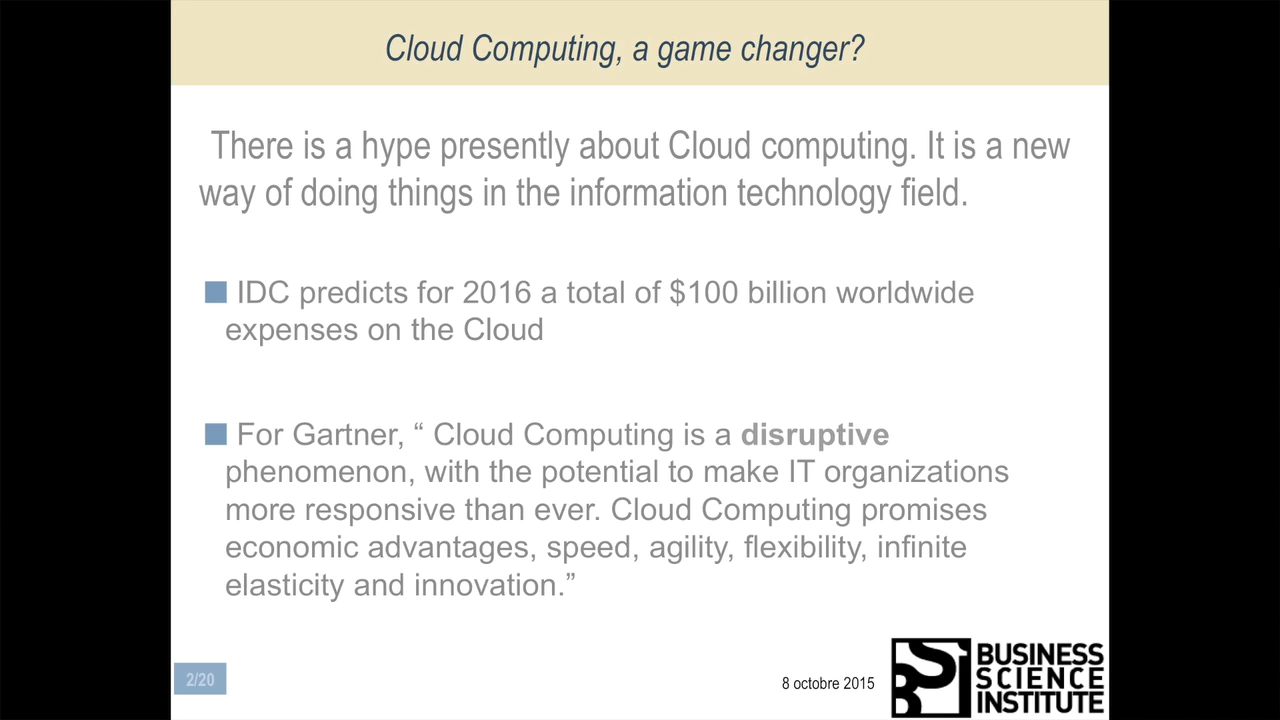 Cloud Computing, a game changer?
There is a hype presently about Cloud computing. It is a new
way of doing things in the information technology field.
IDC predicts for 2016 a total of $100 billion worldwide
expenses on the Cloud
For Gartner, “ Cloud Computing is a disruptive
phenomenon, with the potential to make IT organizations
more responsive than ever. Cloud Computing promises
economic advantages, speed, agility, flexibility, infinite
elasticity and innovation.”
2/20
8 octobre 2015
BSi
BUSINESS
SCIENCE
INSTITUTE